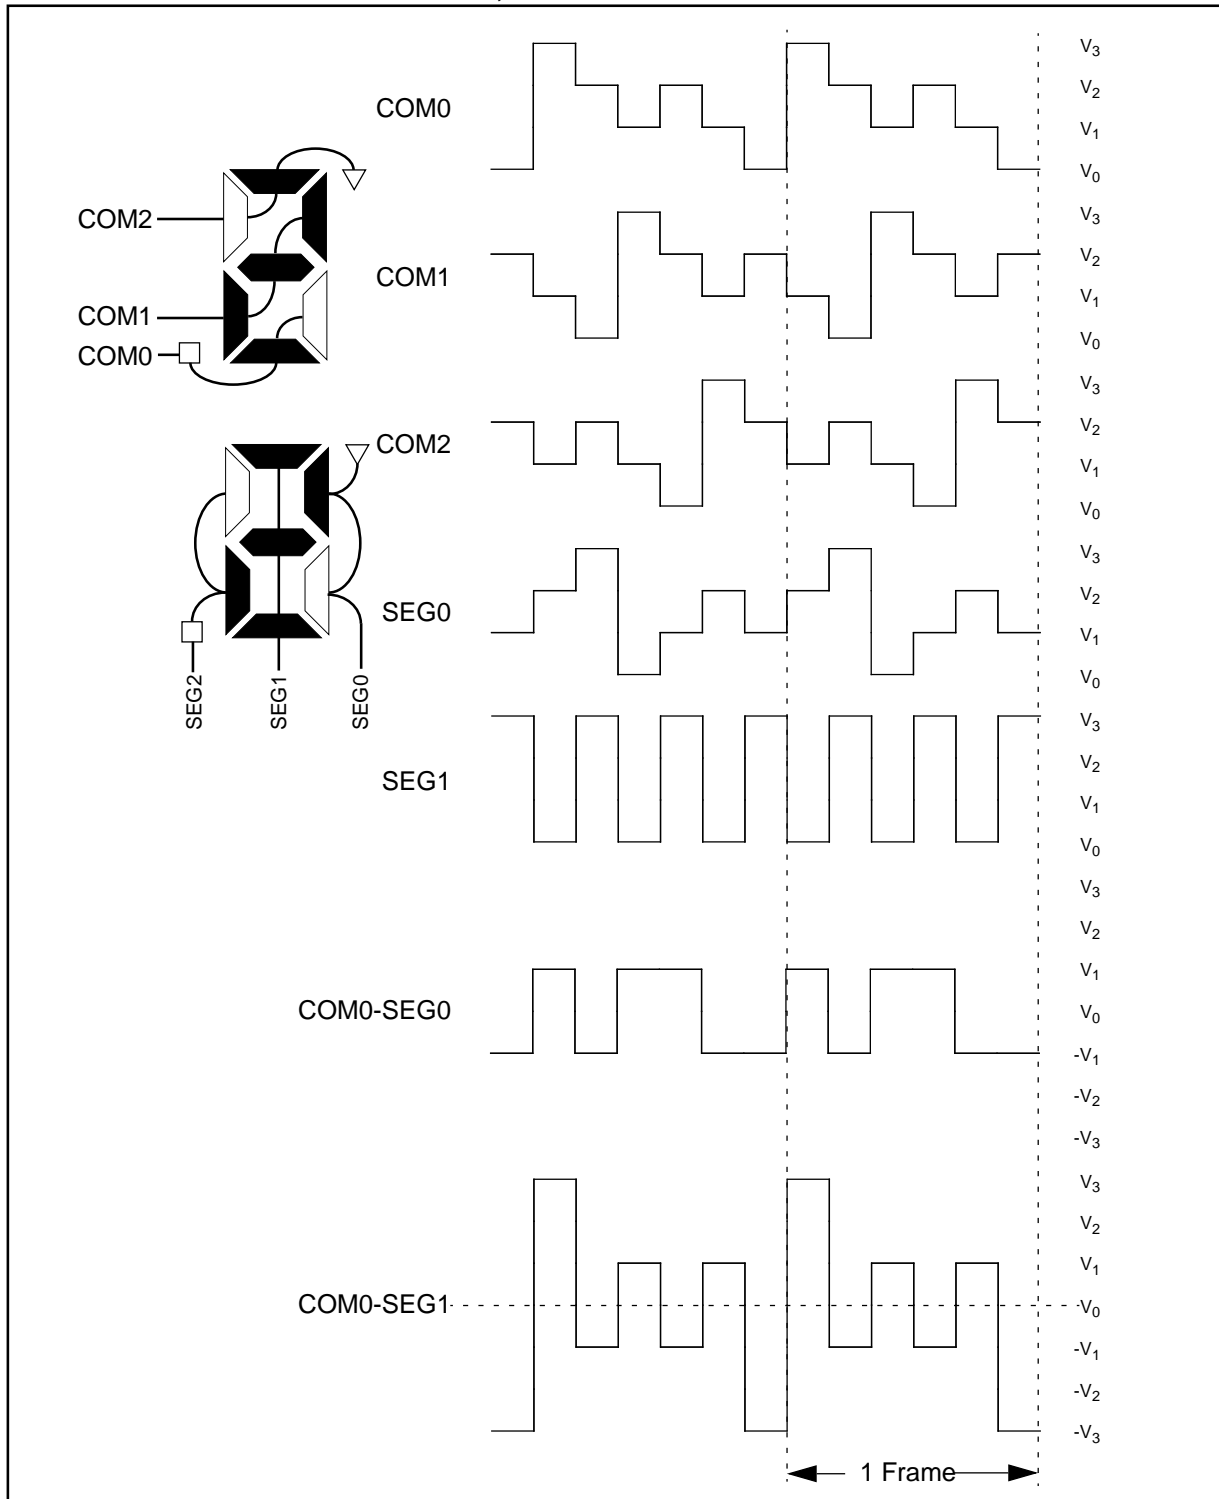 COM0
V3
V2
V1
V0
COM2
COM1
COM0
COM1
V3
V2
V1
V0
COM2
V3
V2
V1
V0
SEG0
V3
V2
V1
V0
SEG2
SEG1
SEG0
SEG1
V3
V2
V1
V0
COM0-SEG0
V3
V2
V1
V0
-V1
-V2
-V3
COM0-SEG1
V3
V2
V1
V0
-V1
-V2
-V3
1 Frame